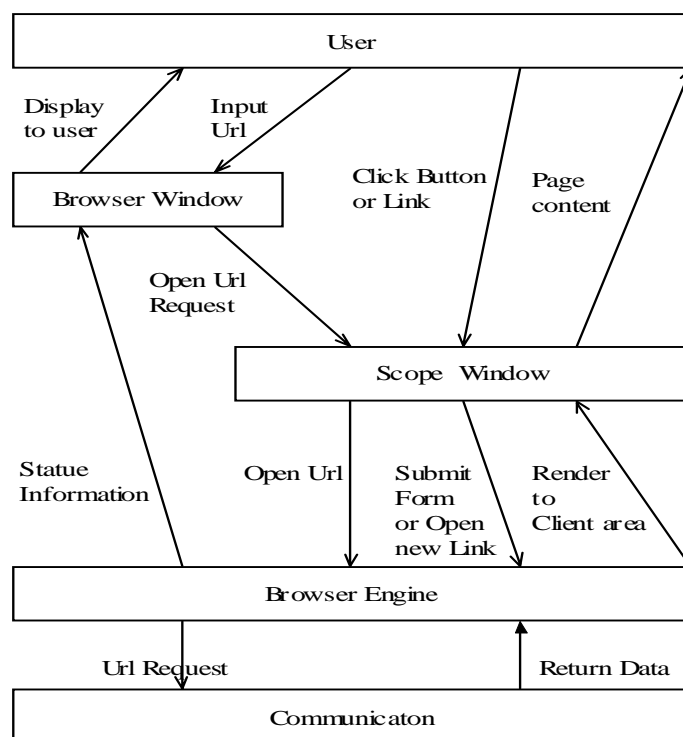 User
Display
to user
Input
Url
Click Button
or Link
Page
content
Browser Window
Open Url
Request
Scope Window
Statue
Information
Open Url
Submit
Form
or Open
new Link
Render
to
Client area
Browser Engine
Url Request
Return Data
Communicaton